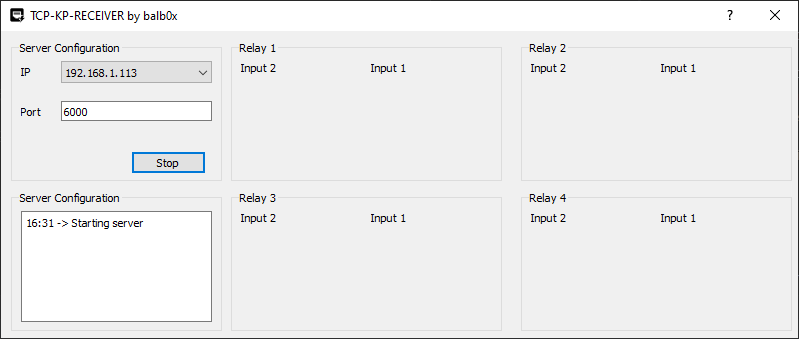 TCP-KP-RECEIVER by balb0x
?
Server Configuration
IP
192.168.1.113
Port
6000
Stop
Relay 1
Input 2
Input 1
Relay 2
Input 2
Input 1
Server Configuration
16:31 -> Starting server
Relay 3
Input 2
Input 1
Relay 4
Input 2
Input 1